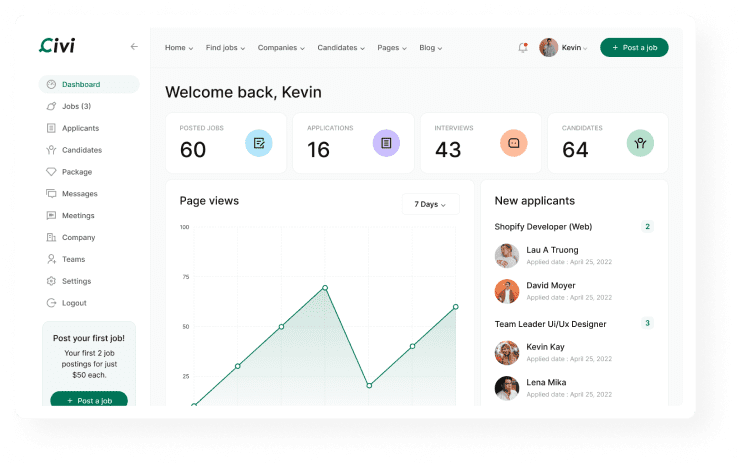 Civi
Home
Find jobs
Companies
Candidates
Pages
Blog
Kevin
+ Post a job
Dashboard
Jobs (3)
Applicants
Candidates
Package
Messages
Meetings
Company
Teams
Settings
Logout
Post your first job!
Your first 2 job
postings for just
$50 each.
+ Post a job
Welcome back, Kevin
POSTED JOBS
60
APPLICATIONS
16
INTERVIEWS
43
CANDIDATES
64
Page views
7 Days
100
75
50
25
New applicants
Shopify Developer (Web)
2
Lau A Truong
Applied date : April 25, 2022
David Moyer
Applied date : April 25, 2022
Team Leader Ui/Ux Designer
3
Kevin Kay
Applied date : April 25, 2022
Lena Mika
Applied date : April 25, 2022